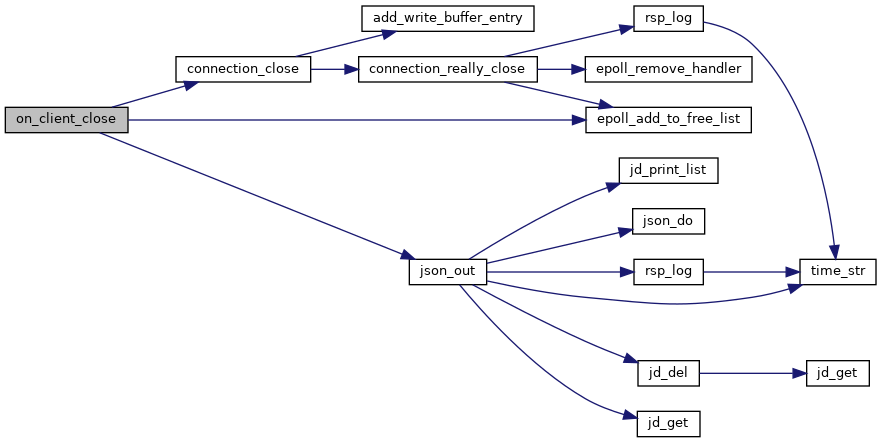 add_write_buffer_entry
rsp_log
connection_close
connection_really_close
epoll_remove_handler
on_client_close
epoll_add_to_free_list
jd_print_list
json_do
json_out
rsp_log
time_str
jd_del
jd_get
jd_get